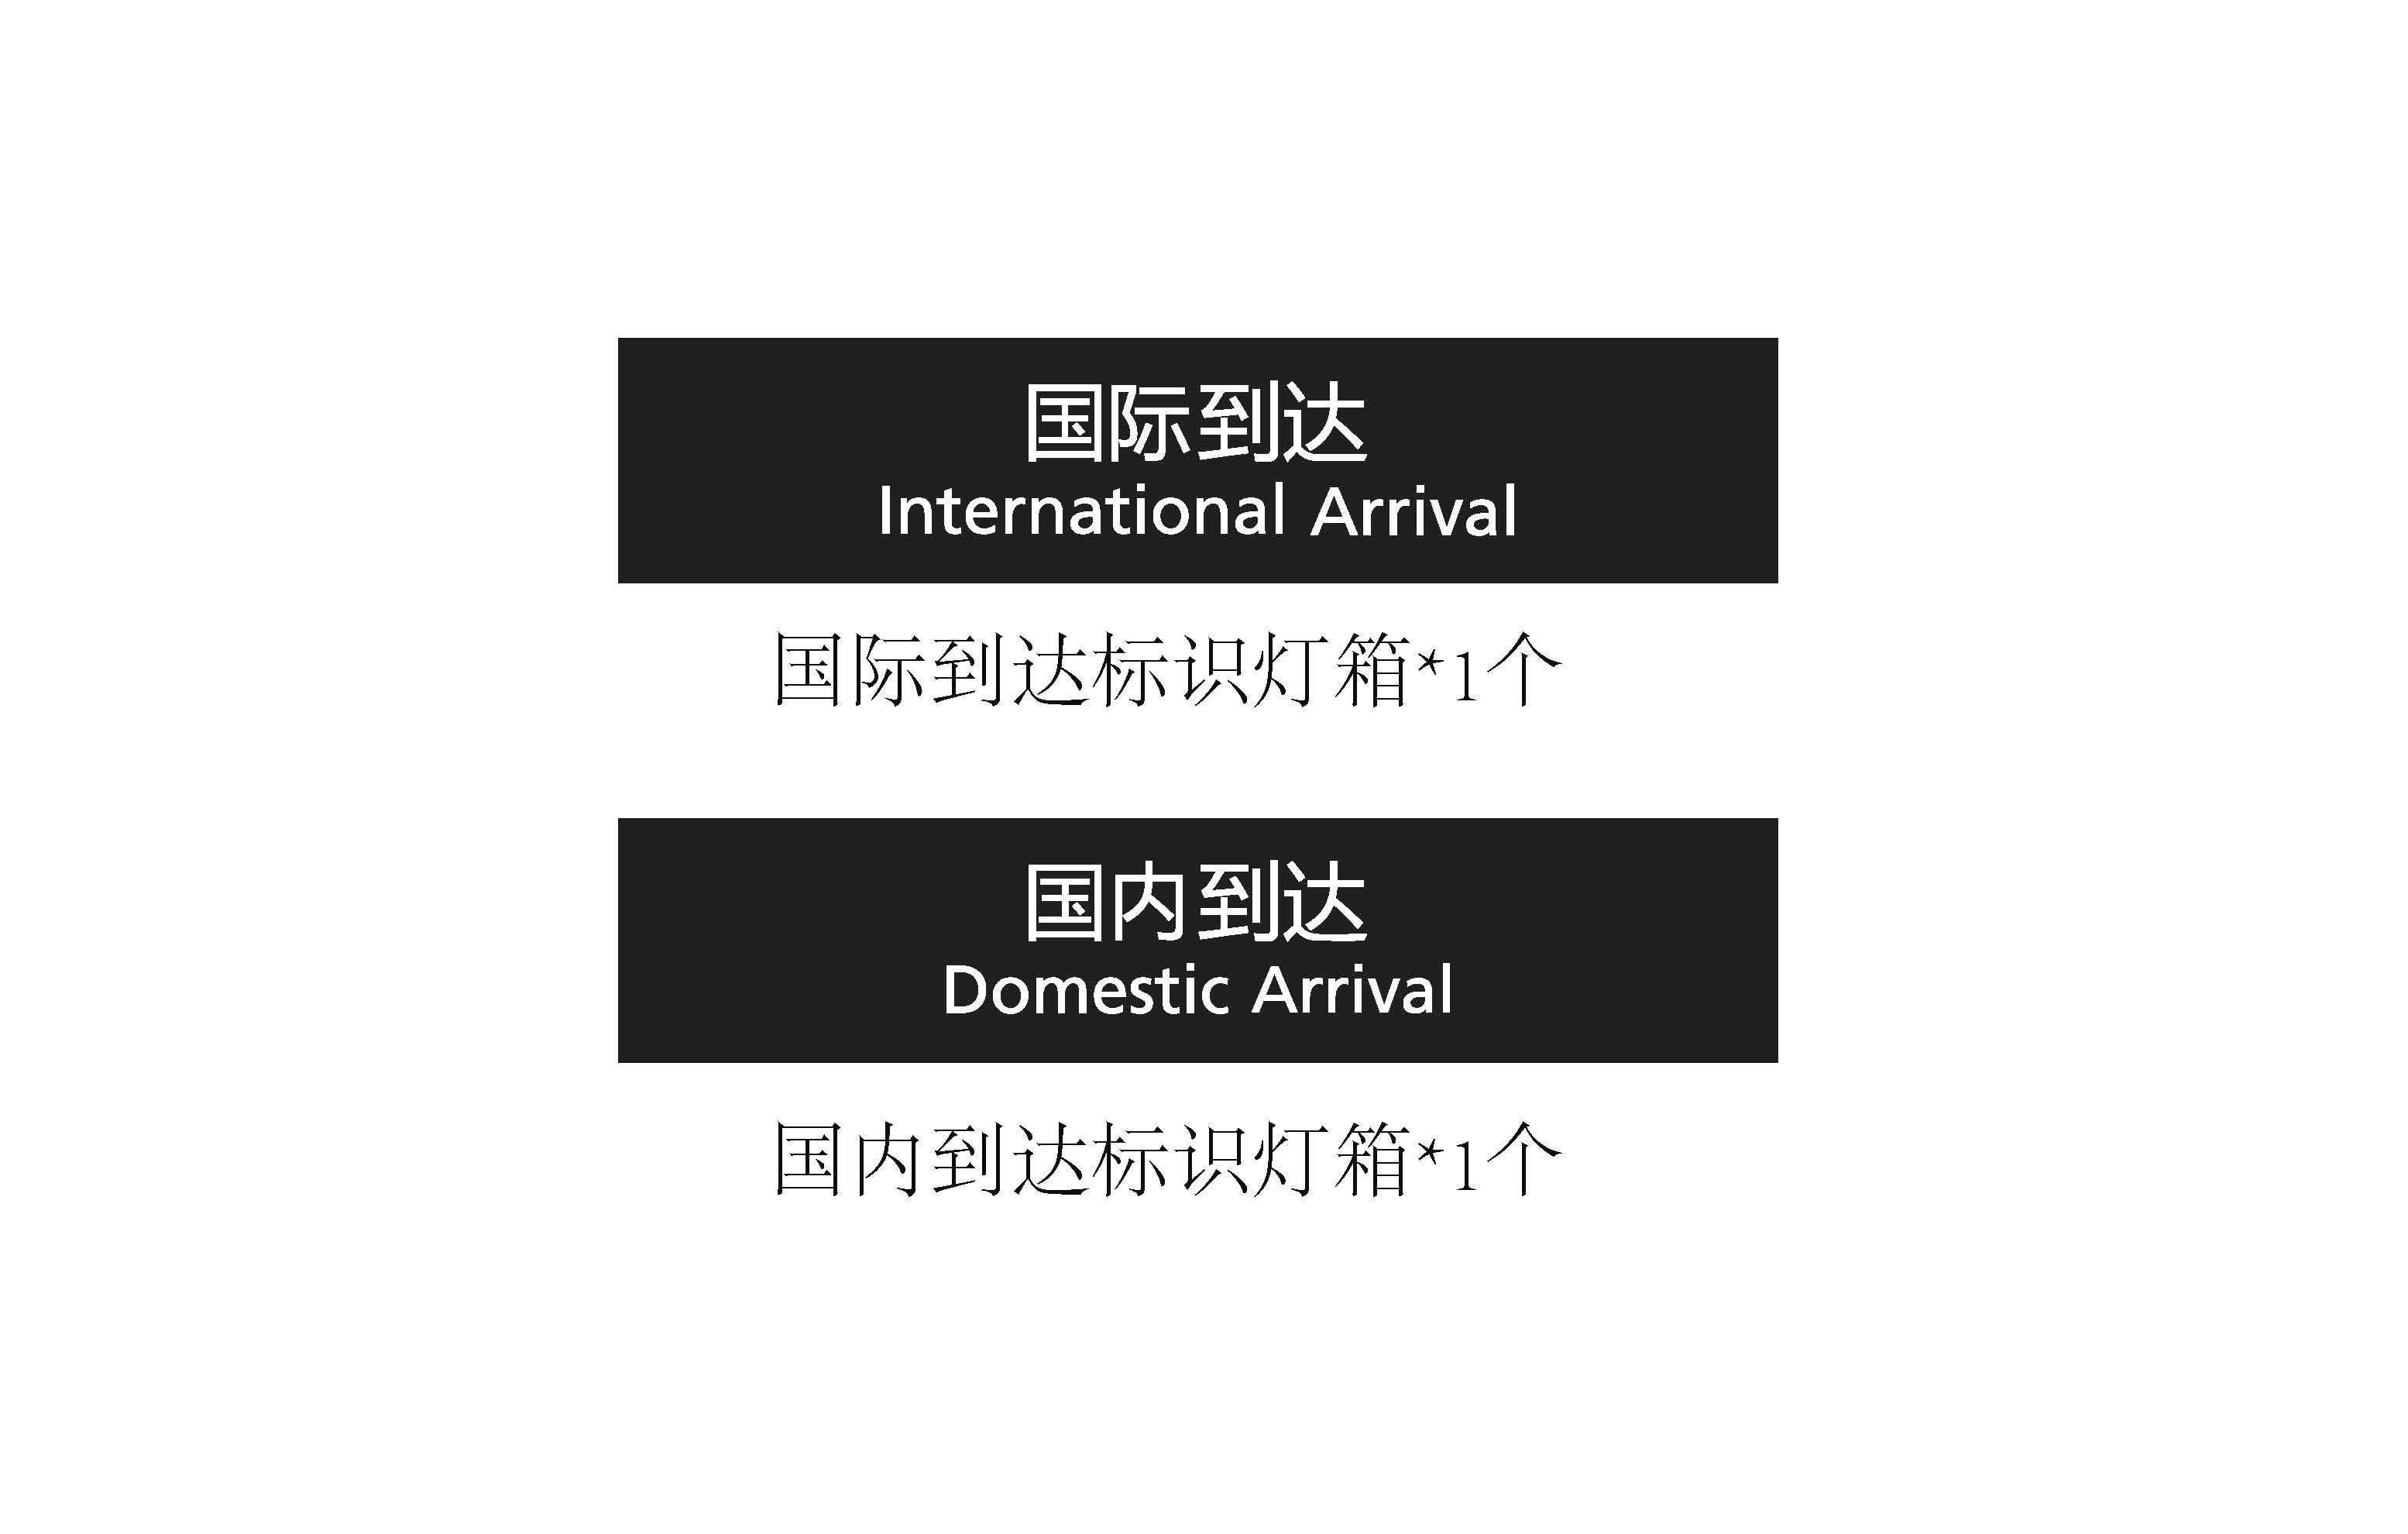 国际到达
International Arrival
国际到达标识灯箱*1个
国内到达
Domestic Arrival
国内到达标识灯箱*1个